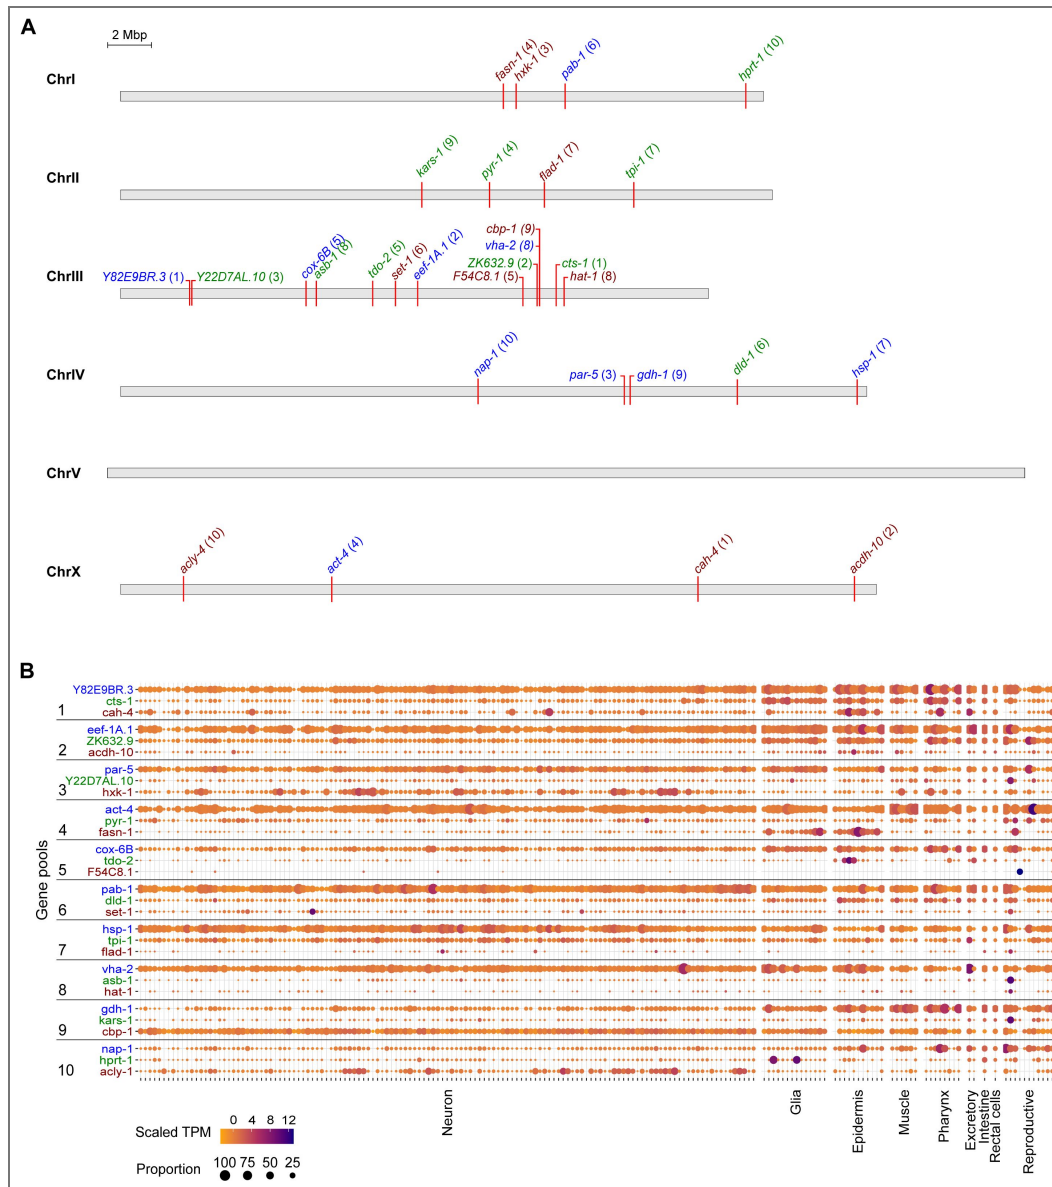 A
2 Mbp
ChrI
fasn-1 (4)
hxk-1 (3)
pab-1 (6)
hprt-1 (10)
ChrII
kars-1 (9)
pyr-1 (4)
flad-1 (7)
tpi-1 (7)
ChrIII
Y82E9BR.3 (1)
Y22D7AL.10 (3)
cox-6B (5)
asb-1 (8)
tdo-2 (5)
set-1 (6)
eef-1A.1 (2)
cbp-1 (9)
vha-2 (8)
ZK632.9 (2)
F54C8.1 (5)
cts-1 (1)
hat-1 (8)
ChrIV
nap-1 (10)
par-5 (3)
gdh-1 (9)
dld-1 (6)
hsp-1 (7)
ChrV
ChrX
acly-4 (10)
act-4 (4)
cah-4 (1)
acdh-10 (2)
B
Gene pools
Y82E9BR.3
cts-1
1 cah-4
eef-1A.1
ZK632.9
2 acdh-10
par-5
Y22D7AL.10
3 hxk-1
act-4
pyr-1
4 fasn-1
cox-6B
tdo-2
5 F54C8.1
pab-1
dld-1
6 set-1
hsp-1
tpi-1
7 flad-1
vha-2
asb-1
8 hat-1
gdh-1
kars-1
9 cbp-1
nap-1
hprt-1
10 acly-1
Neuron
Glia
Epidermis
Muscle
Pharynx
Excretory
Intestine
Rectal cells
Reproductive
Scaled TPM
0 4 8 12
Proportion
100 75 50 25